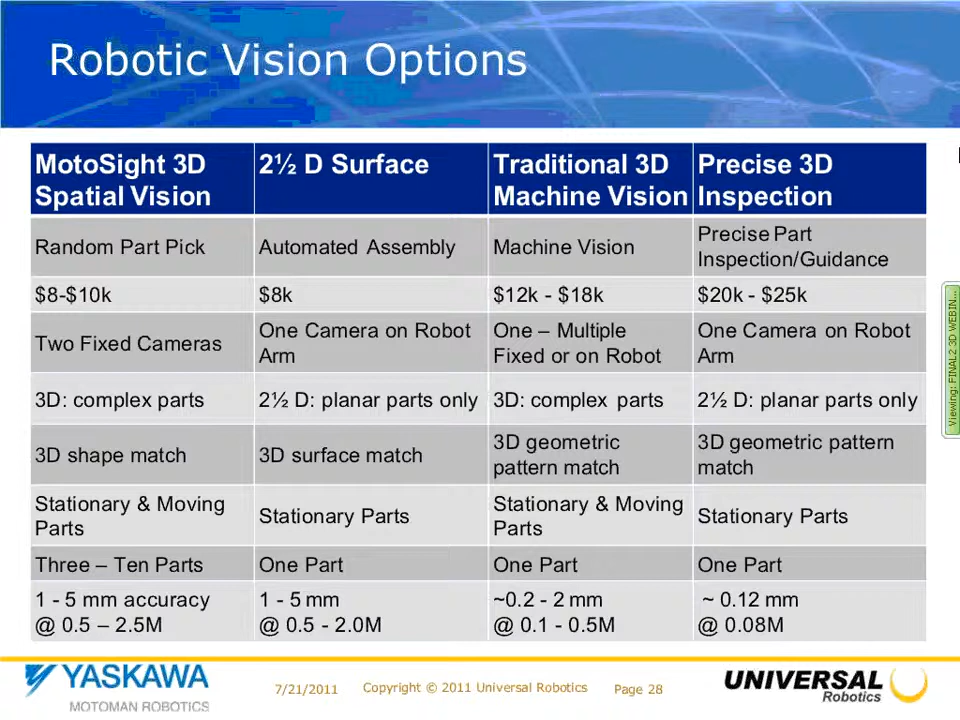 Robotic Vision Options
MotoSight 3D
Spatial Vision
2½ D Surface
Traditional 3D
Machine Vision
Precise 3D
Inspection
Random Part Pick
Automated Assembly
Machine Vision
Precise Part
Inspection/Guidance
$8-$10k
$8k
$12k - $18k
$20k - $25k
Two Fixed Cameras
One Camera on Robot
Arm
One – Multiple
Fixed or on Robot
One Camera on Robot
Arm
3D: complex parts
2½ D: planar parts only
3D: complex parts
2½ D: planar parts only
3D shape match
3D surface match
3D geometric
pattern match
3D geometric pattern
match
Stationary & Moving
Parts
Stationary Parts
Stationary & Moving
Parts
Stationary Parts
Three – Ten Parts
One Part
One Part
One Part
1 - 5 mm accuracy
@ 0.5 – 2.5M
1 - 5 mm
@ 0.5 - 2.0M
~0.2 - 2 mm
@ 0.1 - 0.5M
~ 0.12 mm
@ 0.08M
Viewing: FINAL2 3D WEBIN...
YASKAWA
MOTOMAN ROBOTICS
7/21/2011
Copyright © 2011 Universal Robotics
Page 28
UNIVERSAL
Robotics